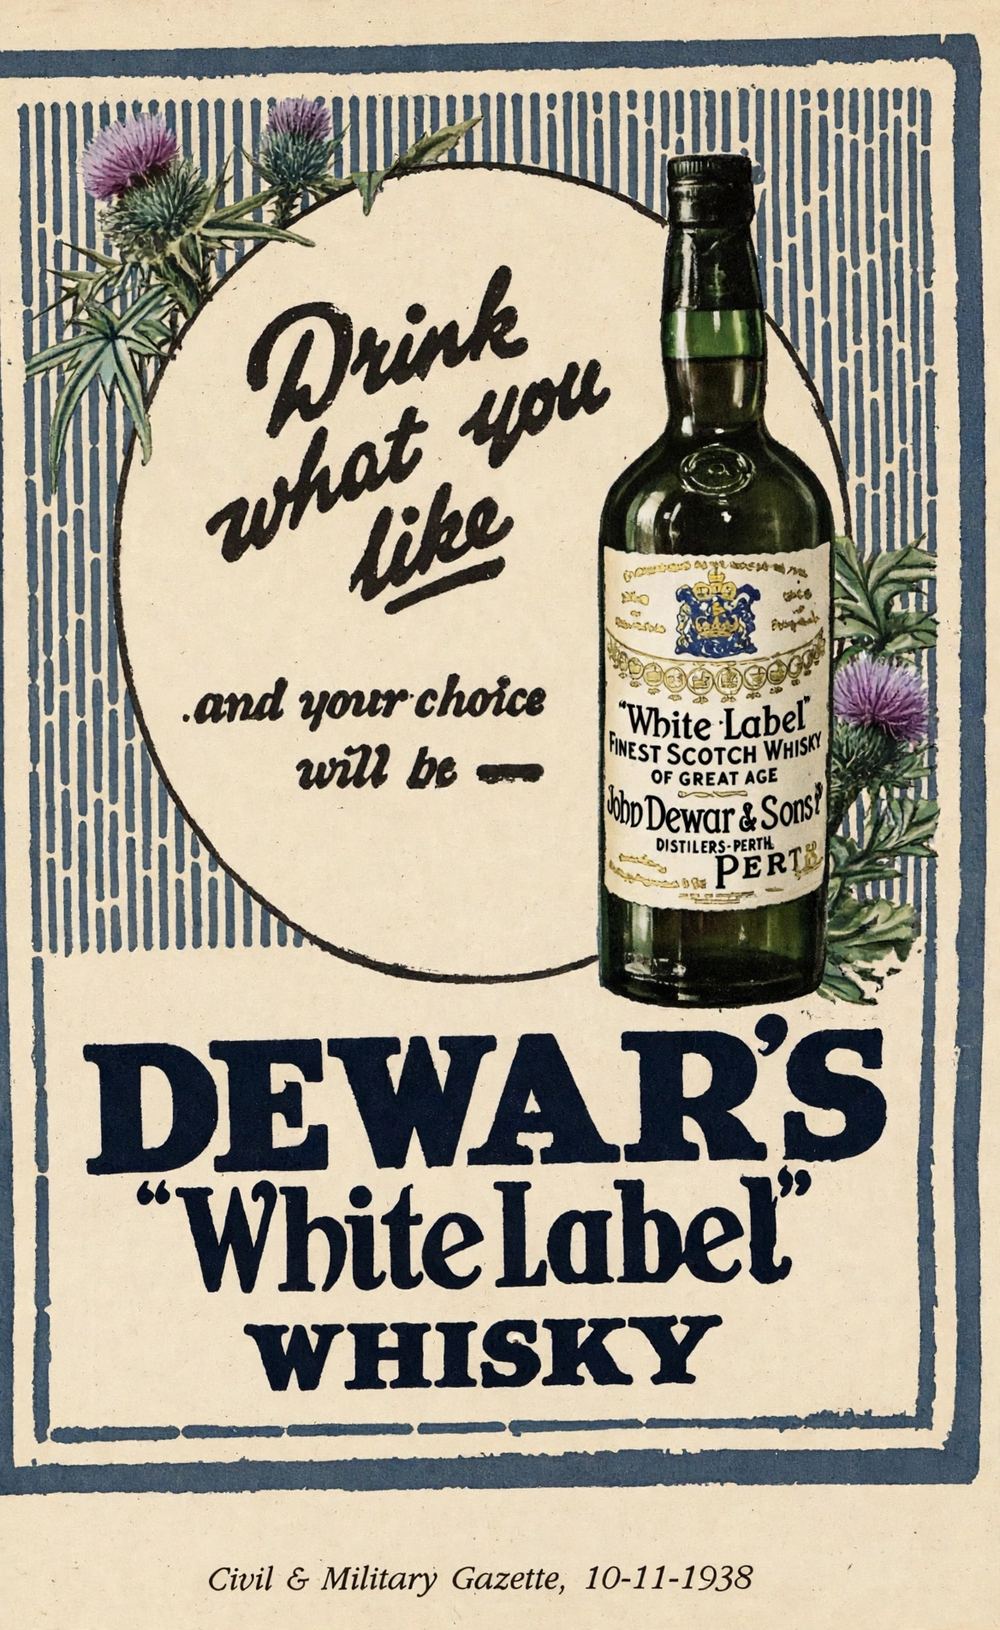 Drink
what you
like
.and your choice
will be —
"White Label"
FINEST SCOTCH WHISKY
OF GREAT AGE
John Dewar & Sons
DISTILERS-PERTH
PERTH
DEWAR'S
"White Label"
WHISKY
Civil & Military Gazette, 10-11-1938